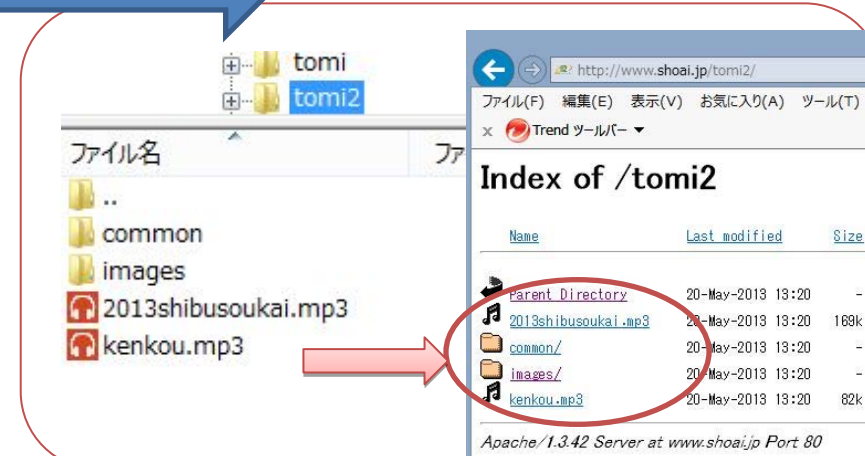 tomi
tomi2
ファイル名
ファ
..
common
images
2013shibusoukai.mp3
kenkou.mp3
http://www.shoai.jp/tomi2/
ファイル(F) 編集(E) 表示(V) お気に入り(A) ツール(T)
x Trend ツールバー ▼
Index of /tomi2
Name Last modified Size
Parent Directory 20-May-2013 13:20 -
2013shibusoukai.mp3 20-May-2013 13:20 169k
common/ 20-May-2013 13:20 -
images/ 20-May-2013 13:20 -
kenkou.mp3 20-May-2013 13:20 82k
Apache/1.3.42 Server at www.shoai.jp Port 80